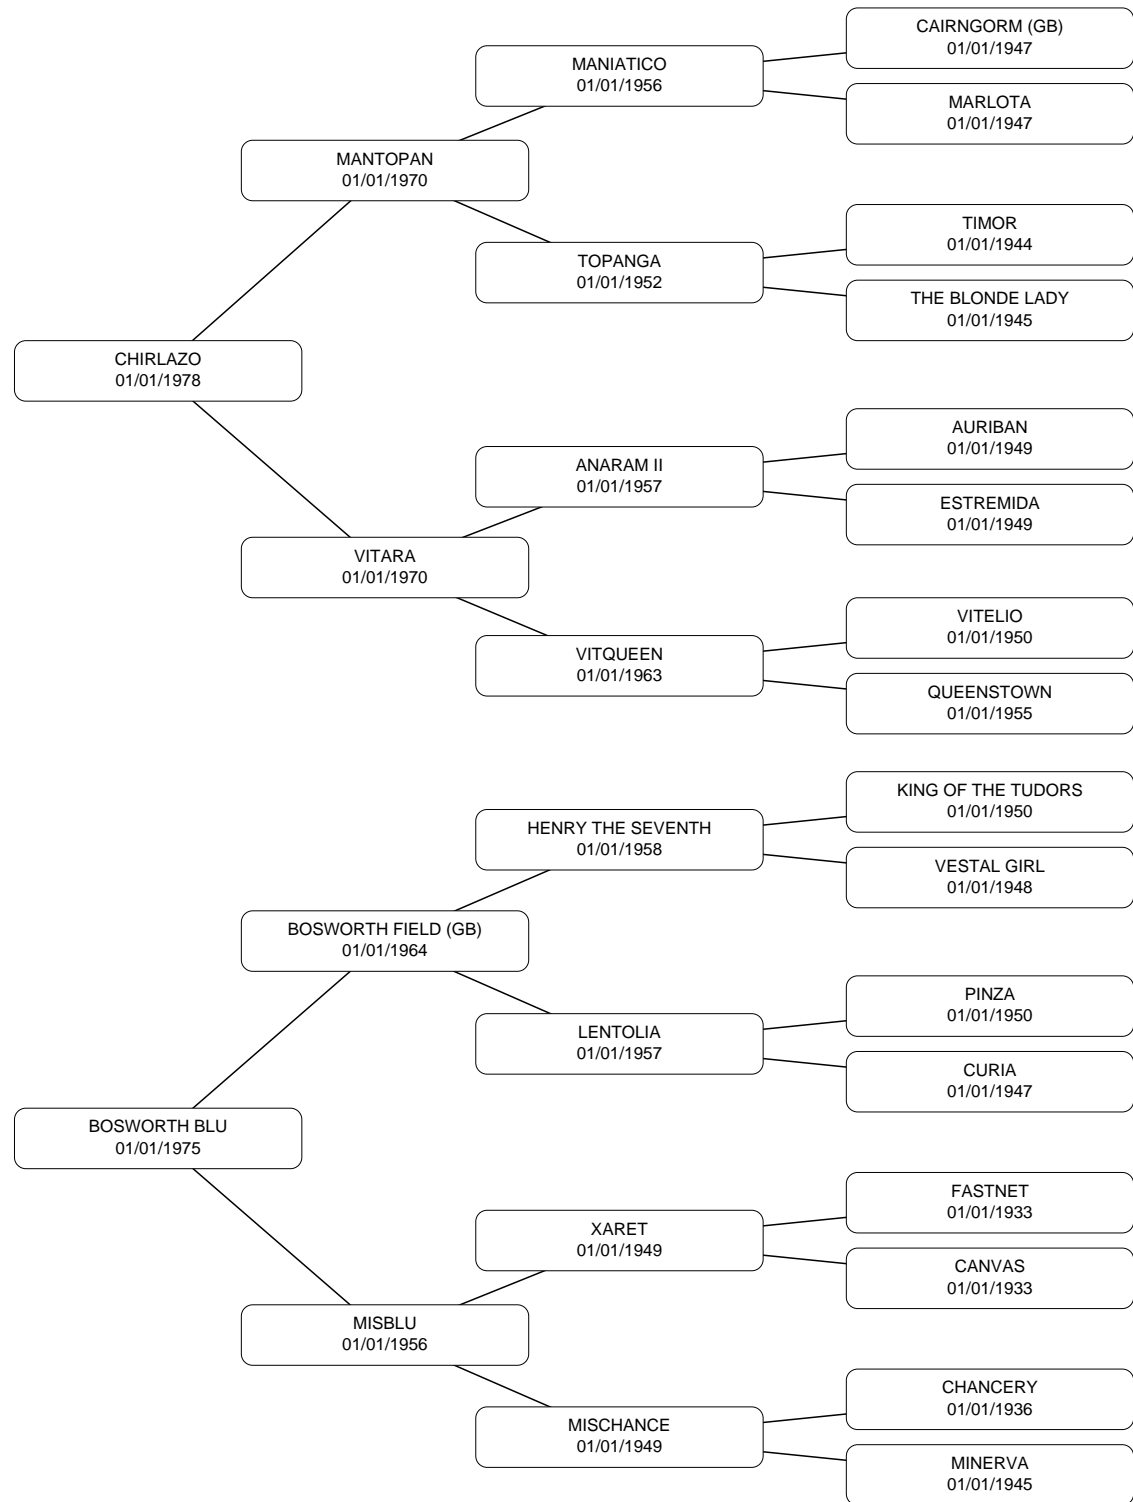 CAIRNGORM (GB)
01/01/1947
MANIATICO
01/01/1956
MARLOTA
01/01/1947
MANTOPAN
01/01/1970
TIMOR
01/01/1944
TOPANGA
01/01/1952
THE BLONDE LADY
01/01/1945
CHIRLAZO
01/01/1978
AURIBAN
01/01/1949
ANARAM II
01/01/1957
ESTREMIDA
01/01/1949
VITARA
01/01/1970
VITELIO
01/01/1950
VITQUEEN
01/01/1963
QUEENSTOWN
01/01/1955
KING OF THE TUDORS
01/01/1950
HENRY THE SEVENTH
01/01/1958
VESTAL GIRL
01/01/1948
BOSWORTH FIELD (GB)
01/01/1964
PINZA
01/01/1950
LENTOLIA
01/01/1957
CURIA
01/01/1947
BOSWORTH BLU
01/01/1975
FASTNET
01/01/1933
XARET
01/01/1949
CANVAS
01/01/1933
MISBLU
01/01/1956
CHANCERY
01/01/1936
MISCHANCE
01/01/1949
MINERVA
01/01/1945